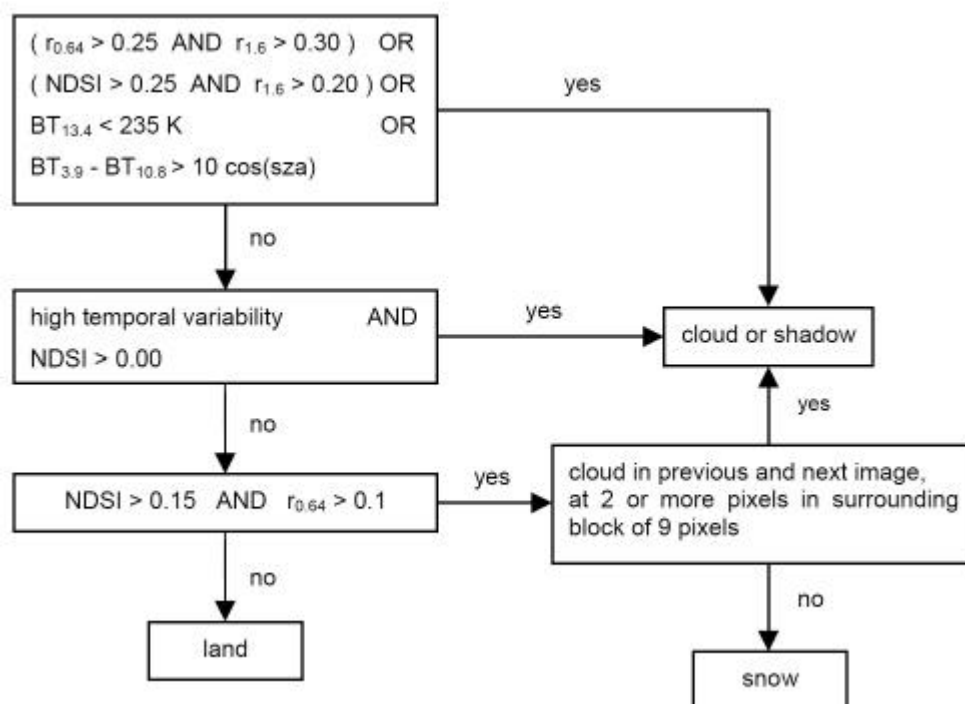 ( r0.64 > 0.25 AND r1.6 > 0.30 ) OR
( NDSI > 0.25 AND r1.6 > 0.20 ) OR
BT13.4 < 235 K OR
BT3.9 - BT10.8 > 10 cos(sza)
yes
no
high temporal variability AND
NDSI > 0.00
yes
cloud or shadow
no
yes
NDSI > 0.15 AND r0.64 > 0.1
yes
cloud in previous and next image,
at 2 or more pixels in surrounding
block of 9 pixels
no
no
land
snow